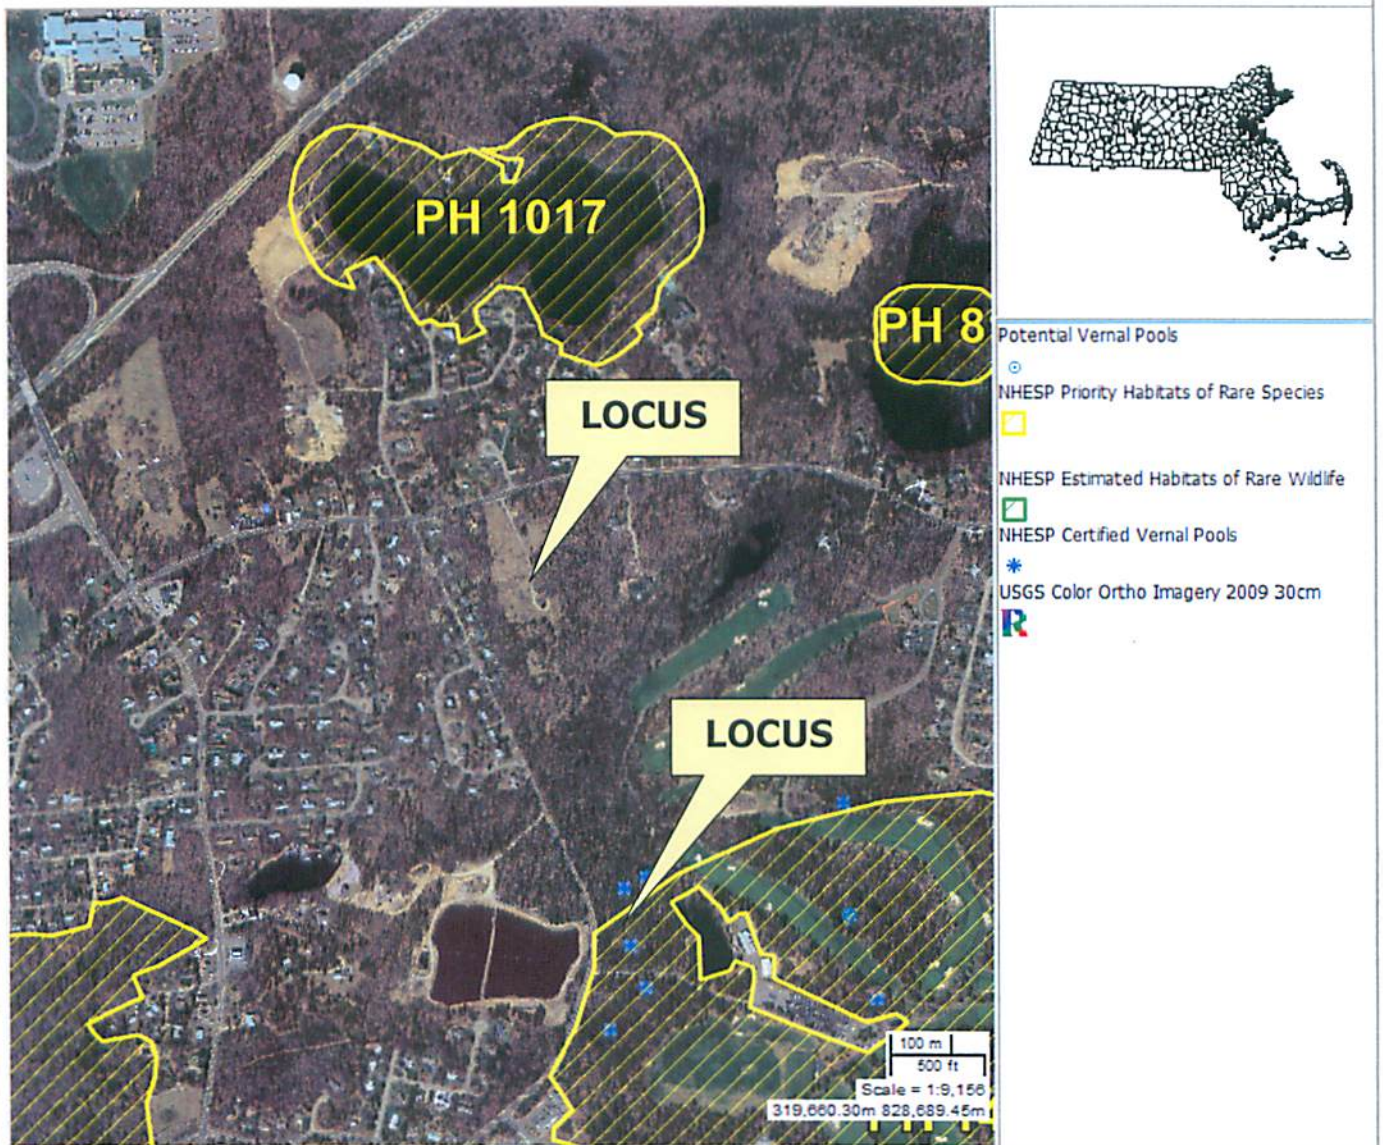 PH 1017
PH 8
LOCUS
LOCUS
100 m
500 ft
Scale = 1:9,156
319,660.30m 828,689.45m
Potential Vernal Pools
NHESP Priority Habitats of Rare Species
NHESP Estimated Habitats of Rare Wildlife
NHESP Certified Vernal Pools
USGS Color Ortho Imagery 2009 30cm
R